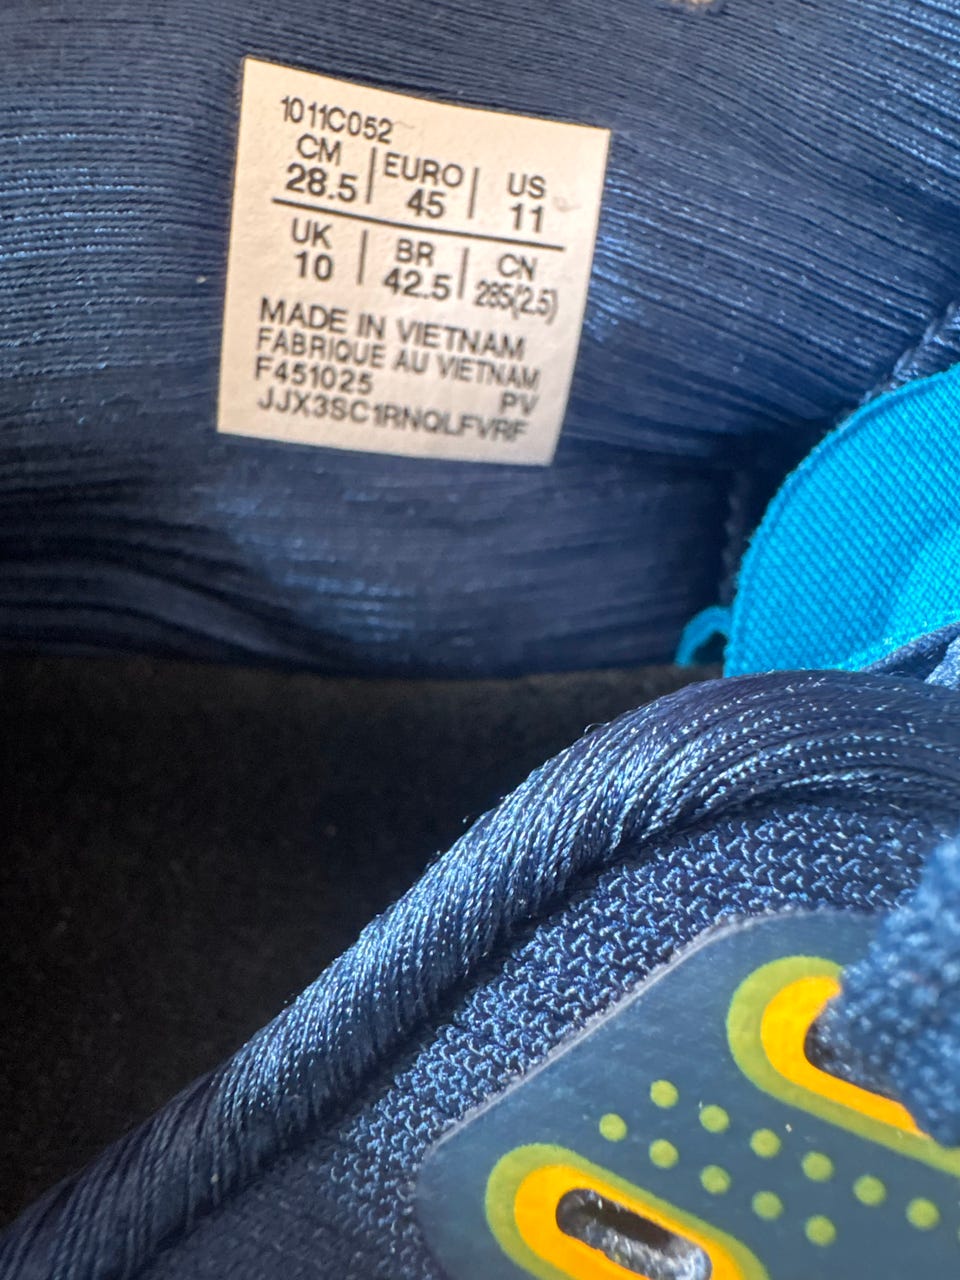 1011C052
CM EURO US
28.5 45 11
UK BR CN
10 42.5 285(2.5)
MADE IN VIETNAM
FABRIQUE AU VIETNAM
F451025 PV
JJX3SC1RNQLFVRF